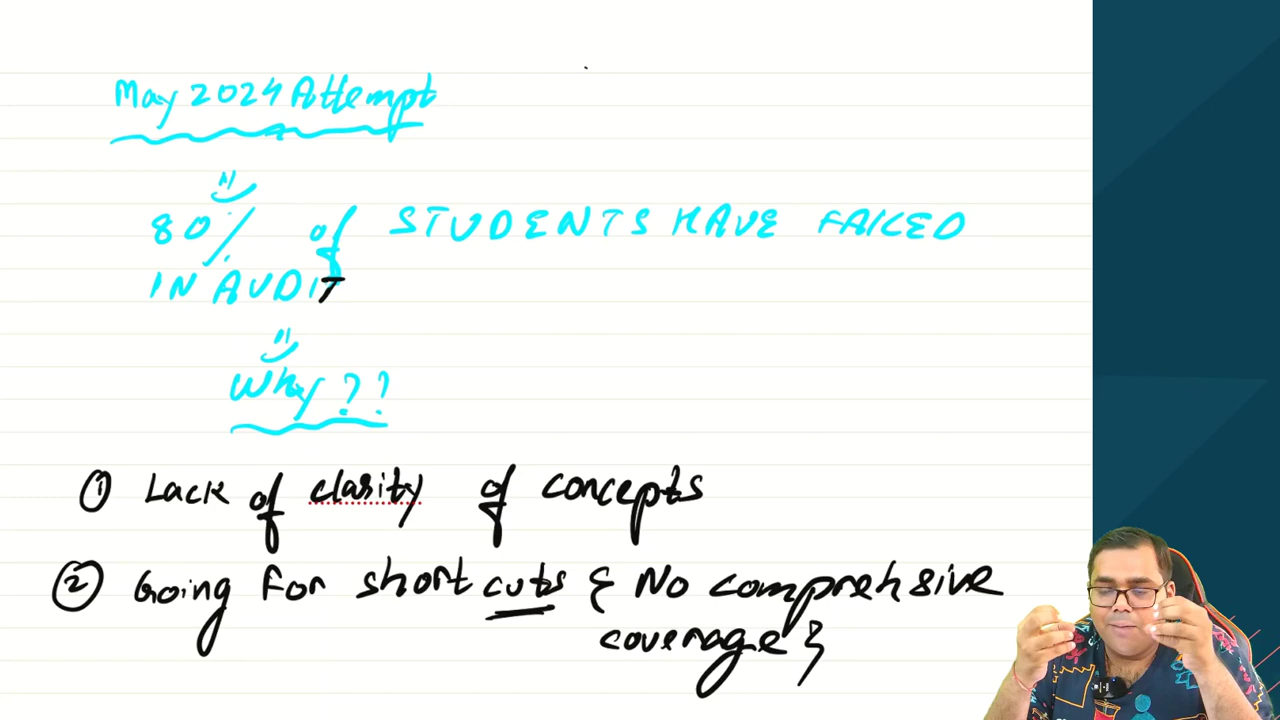 May 2024 Attempt
80% of STUDENTS HAVE FAILED
IN AUDIT
Why ??
① Lack of clarity of concepts
② Going For short cuts & No comprehensive
coverage }